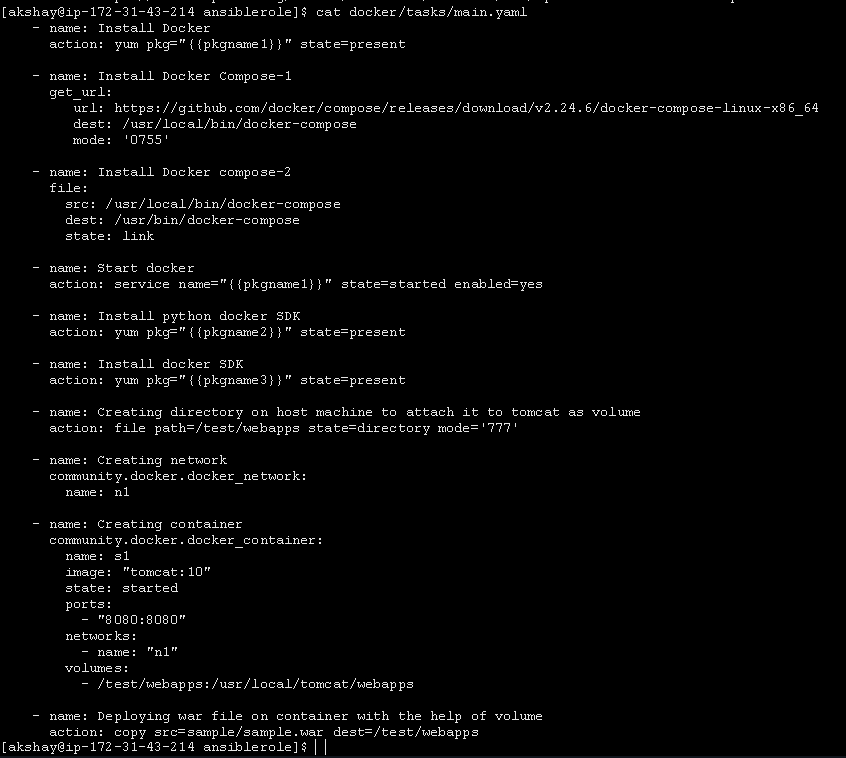 [akshay@ip-172-31-43-214 ansiblerole]$ cat docker/tasks/main.yaml
    - name: Install Docker
      action: yum pkg="{{pkgname1}}" state=present

    - name: Install Docker Compose-1
      get_url:
         url: https://github.com/docker/compose/releases/download/v2.24.6/docker-compose-linux-x86_64
         dest: /usr/local/bin/docker-compose
         mode: '0755'

    - name: Install Docker compose-2
      file:
        src: /usr/local/bin/docker-compose
        dest: /usr/bin/docker-compose
        state: link

    - name: Start docker
      action: service name="{{pkgname1}}" state=started enabled=yes

    - name: Install python docker SDK
      action: yum pkg="{{pkgname2}}" state=present

    - name: Install docker SDK
      action: yum pkg="{{pkgname3}}" state=present

    - name: Creating directory on host machine to attach it to tomcat as volume
      action: file path=/test/webapps state=directory mode='777'

    - name: Creating network
      community.docker.docker_network:
        name: n1

    - name: Creating container
      community.docker.docker_container:
        name: s1
        image: "tomcat:10"
        state: started
        ports:
          - "8080:8080"
        networks:
          - name: "n1"
        volumes:
          - /test/webapps:/usr/local/tomcat/webapps

    - name: Deploying war file on container with the help of volume
      action: copy src=sample/sample.war dest=/test/webapps
[akshay@ip-172-31-43-214 ansiblerole]$